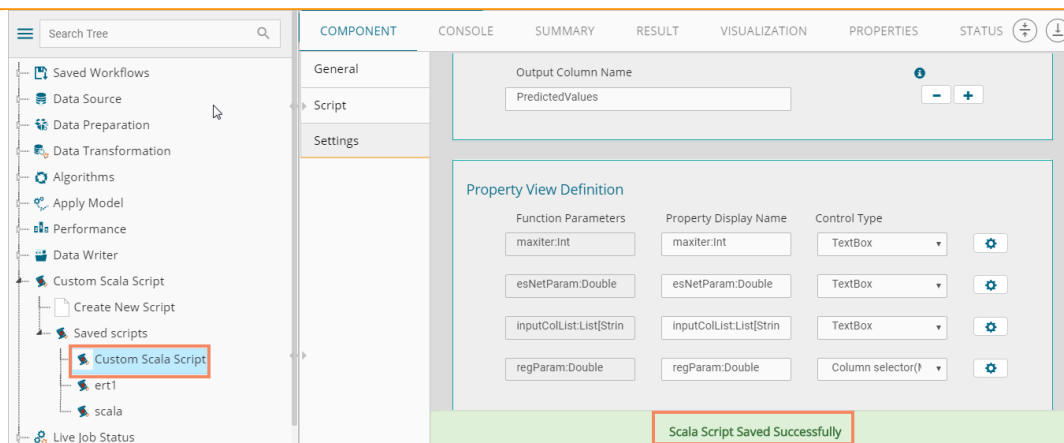 Search Tree
COMPONENT CONSOLE SUMMARY RESULT VISUALIZATION PROPERTIES STATUS
Saved Workflows
Data Source
Data Preparation
Data Transformation
Algorithms
Apply Model
Performance
Data Writer
Custom Scala Script
Create New Script
Saved scripts
Custom Scala Script
ert1
scala
Live Job Status
General
Script
Settings
Output Column Name
PredictedValues
Property View Definition
Function Parameters Property Display Name Control Type
maxiter:Int maxiter:Int TextBox
esNetParam:Double esNetParam:Double TextBox
inputColList:List[Strin inputColList:List[Strin TextBox
regParam:Double regParam:Double Column selector(
Scala Script Saved Successfully